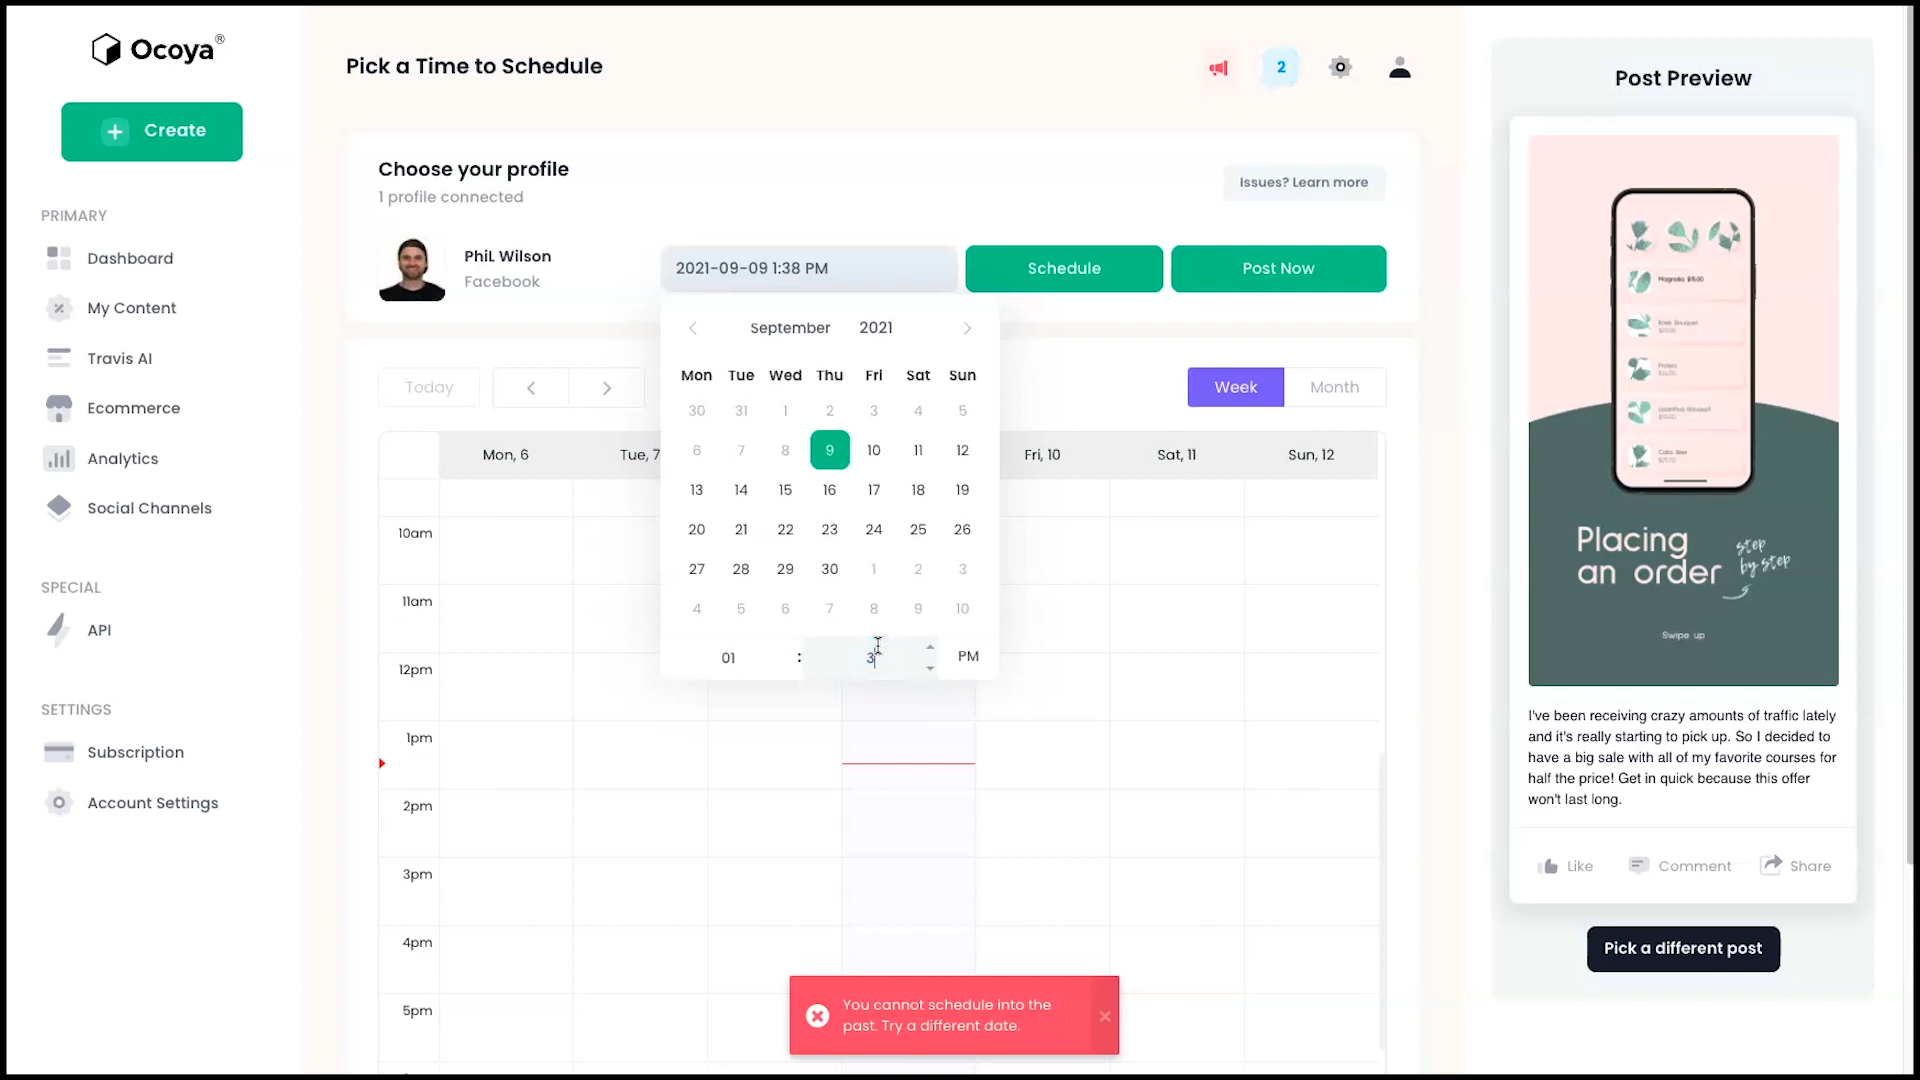 Ocoya®
Create
PRIMARY
Dashboard
My Content
Travis AI
Ecommerce
Analytics
Social Channels
SPECIAL
API
SETTINGS
Subscription
Account Settings
Pick a Time to Schedule
2
Choose your profile
1 profile connected
Issues? Learn more
PhiL Wilson
Facebook
2021-09-09 1:38 PM
Schedule
Post Now
September 2021
Mon Tue Wed Thu Fri Sat Sun
30 31 1 2 3 4 5
6 7 8 9 10 11 12
13 14 15 16 17 18 19
20 21 22 23 24 25 26
27 28 29 30 1 2 3
4 5 6 7 8 9 10
01 : 3 PM
Today
Week Month
Mon, 6 Tue, 7 Fri, 10 Sat, 11 Sun, 12
10am
11am
12pm
1pm
2pm
3pm
4pm
5pm
You cannot schedule into the
past. Try a different date.
Post Preview
Magnolia $15.00
Placing
an order
step
by step
Swipe up
I've been receiving crazy amounts of traffic lately
and it's really starting to pick up. So I decided to
have a big sale with all of my favorite courses for
half the price! Get in quick because this offer
won't last long.
Like Comment Share
Pick a different post